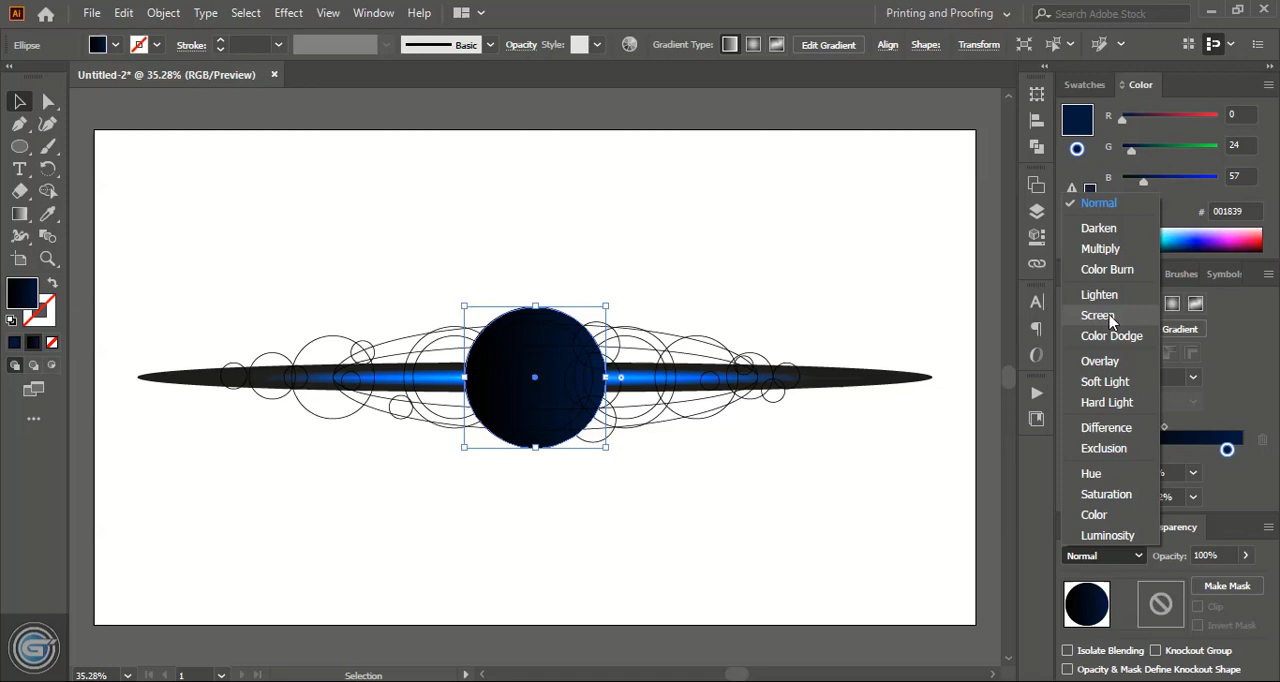 Ai File Edit Object Type Select Effect View Window Help Printing and Proofing Search Adobe Stock
Ellipse Stroke: Basic Opacity Style: Gradient Type: Edit Gradient Align Shape: Transform
Untitled-2* @ 35.28% (RGB/Preview) ×
Swatches Color
R 0
G 24
B 57
# 001839
Normal
Darken
Multiply
Color Burn
Brushes Symbols
Lighten
Screen
Gradient
Color Dodge
Overlay
Soft Light
Hard Light
Difference
Exclusion
Hue
Saturation
Color
Luminosity
Normal Opacity: 100%
Make Mask
Clip
Invert Mask
Isolate Blending Knockout Group
Opacity & Mask Define Knockout Shape
35.28% 1 Selection